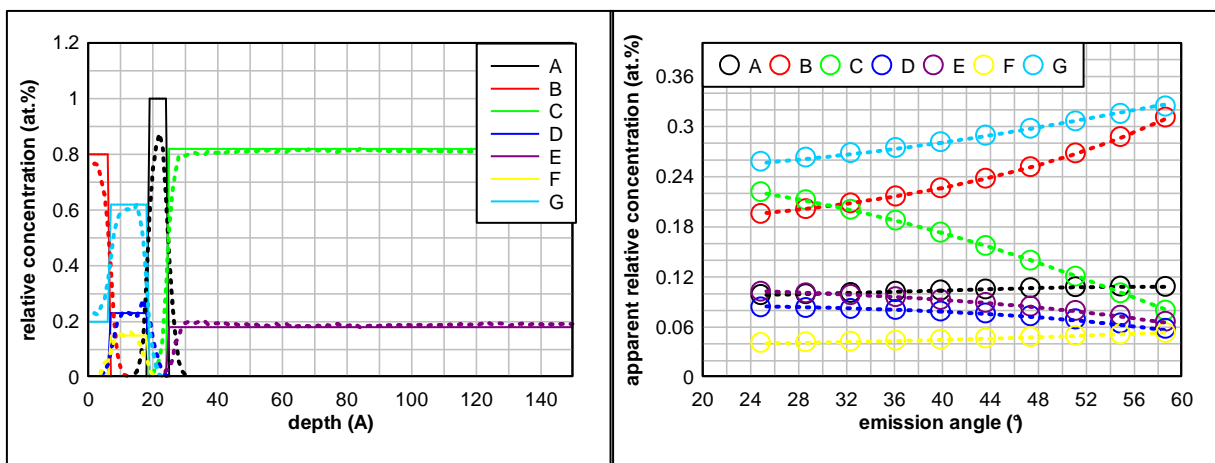 relative concentration (at.%)
1.2
1
0.8
0.6
0.4
0.2
0
0 20 40 60 80 100 120 140
depth (A)
A
B
C
D
E
F
G
apparent relative concentration (at.%)
A B C D E F G
0.36
0.3
0.24
0.18
0.12
0.06
0
20 24 28 32 36 40 44 48 52 56 60
emission angle (°)